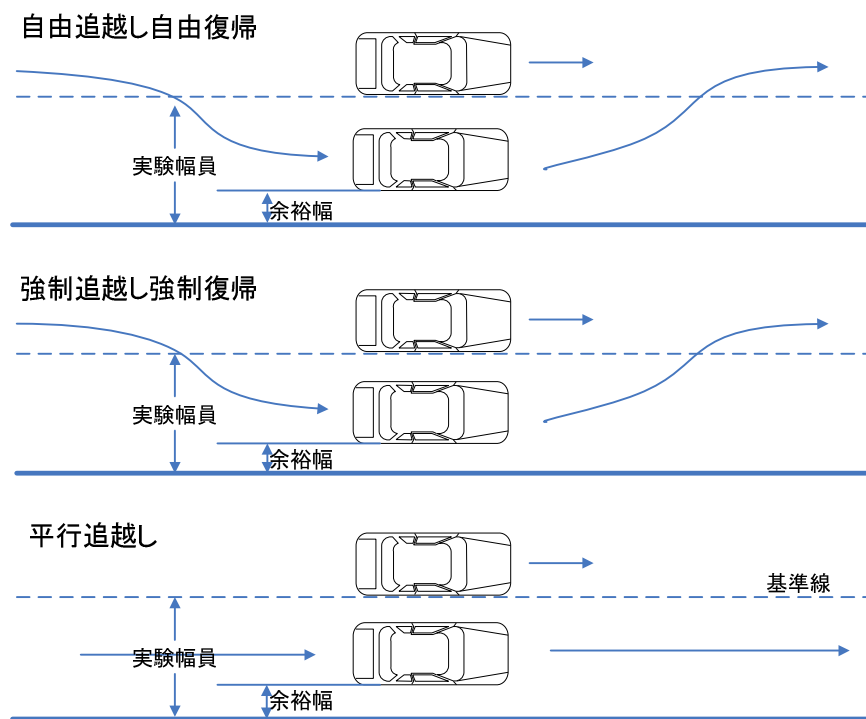 自由追越し自由復帰
実験幅員
余裕幅
強制追越し強制復帰
実験幅員
余裕幅
平行追越し
基準線
実験幅員
余裕幅